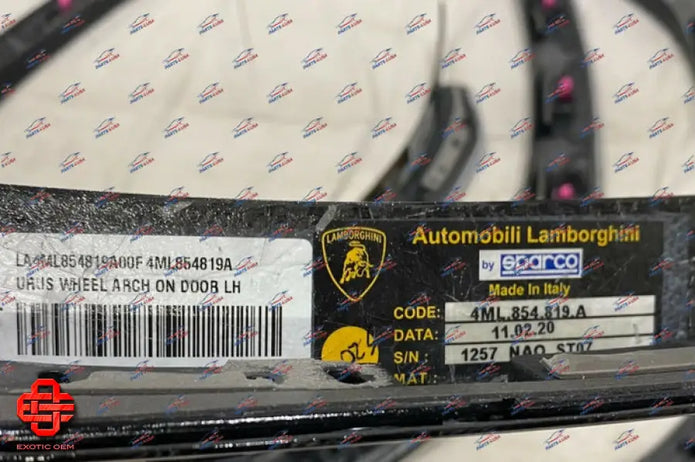 LA4ML854819A00F 4ML854819A
URUS WHEEL ARCH ON DOOR LH
LAMBORGHINI
Automobili Lamborghini
by sparco
Made in Italy
CODE: 4ML.854.819.A
DATA: 11.02.20
S/N: 1257 NAO ST07
MAT.
EXOTIC OEM